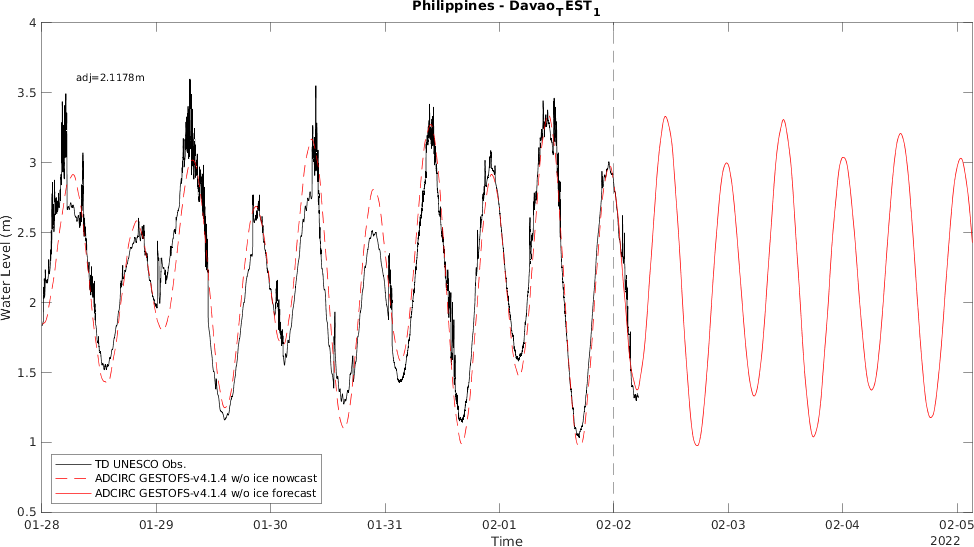 Philippines - Davao_TEST_1
4
adj=2.1178m
3.5
3
2.5
2
1.5
1
0.5
Water Level (m)
TD UNESCO Obs.
ADCIRC GESTOFS-v4.1.4 w/o ice nowcast
ADCIRC GESTOFS-v4.1.4 w/o ice forecast
01-28 01-29 01-30 01-31 02-01 02-02 02-03 02-04 02-05
Time
2022